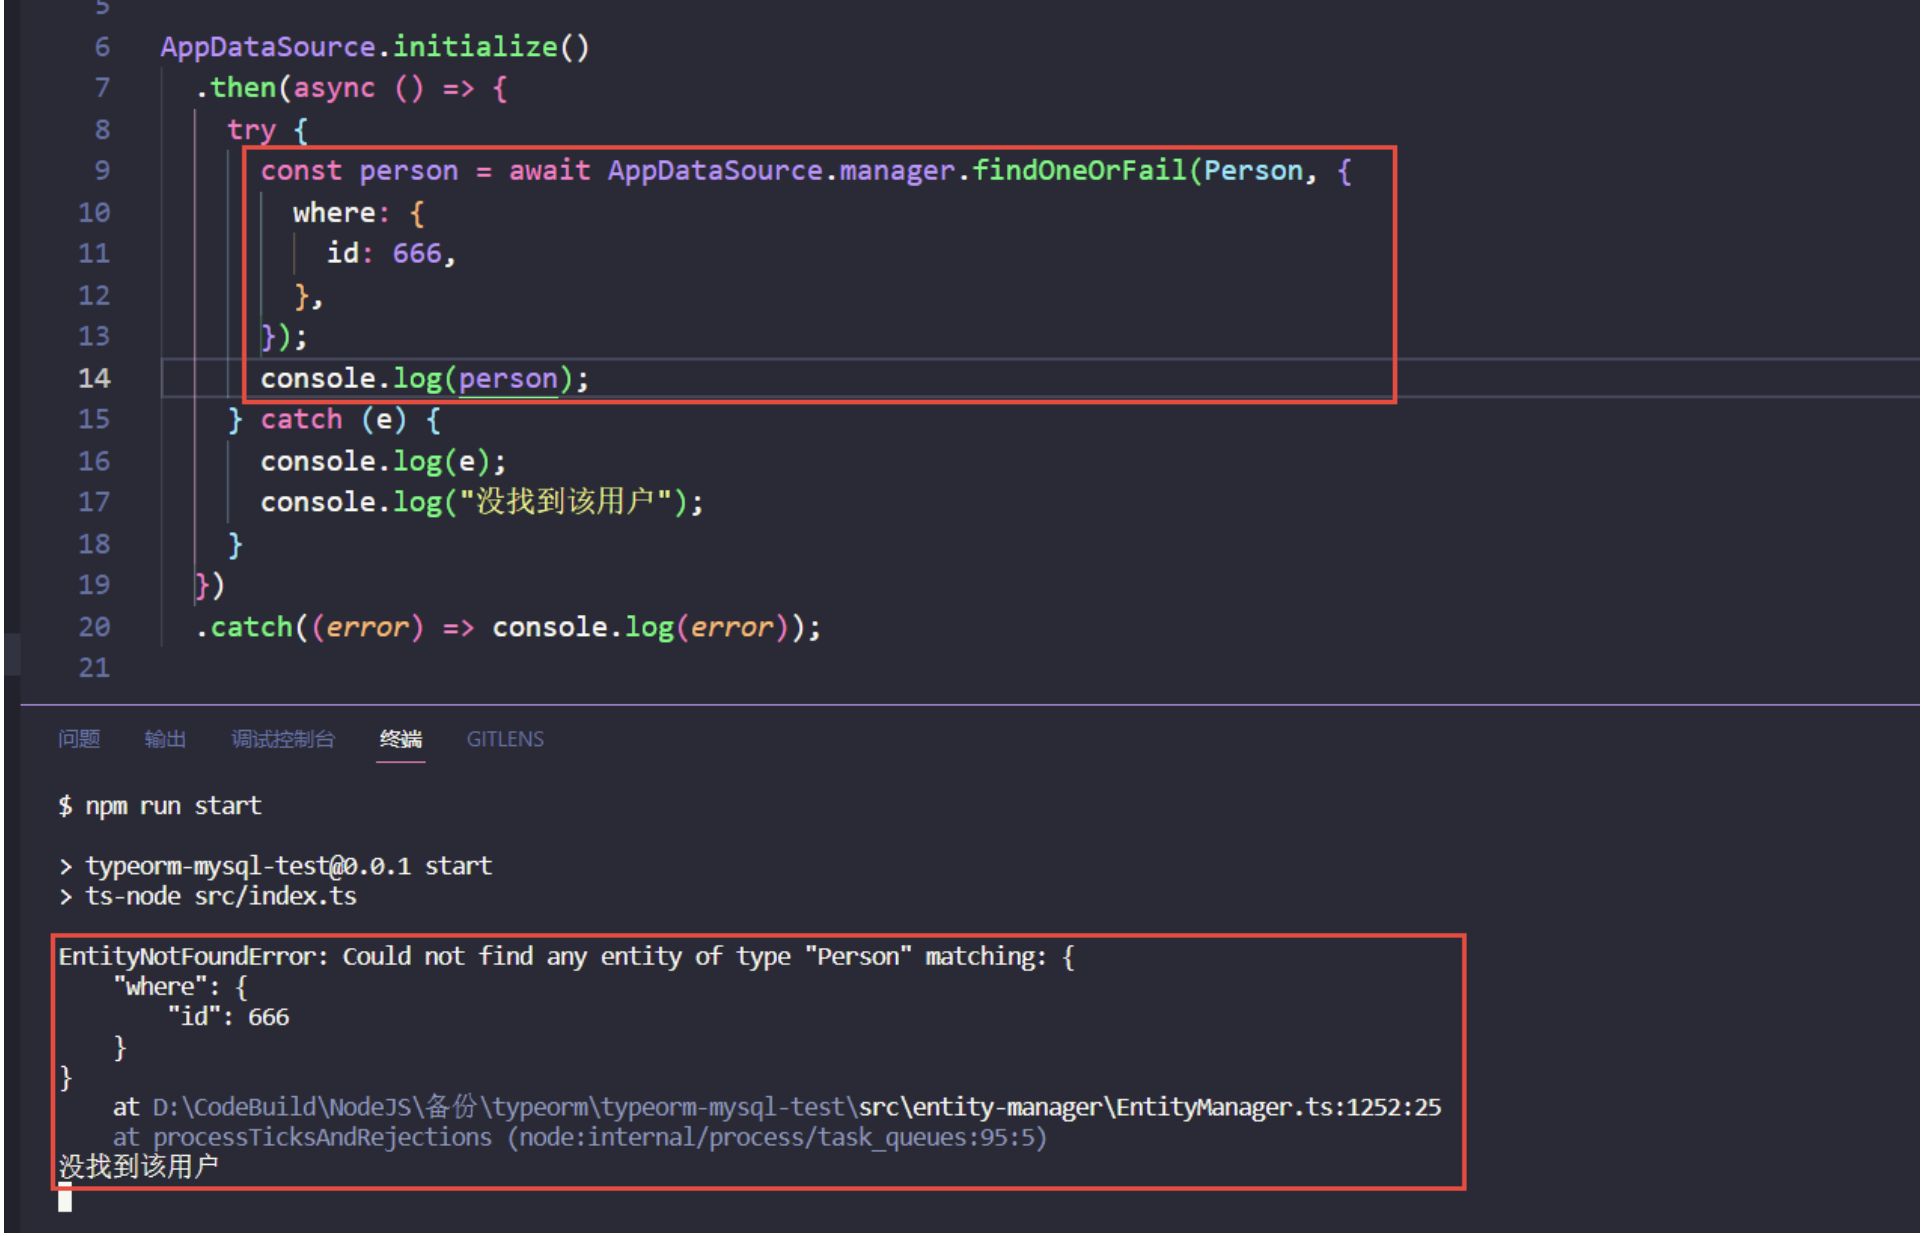 5
6 AppDataSource.initialize()
7 .then(async () => {
8 try {
9 const person = await AppDataSource.manager.findOneOrFail(Person, {
10 where: {
11 id: 666,
12 },
13 });
14 console.log(person);
15 } catch (e) {
16 console.log(e);
17 console.log("没找到该用户");
18 }
19 })
20 .catch((error) => console.log(error));
21
问题 输出 调试控制台 终端 GITLENS
$ npm run start
> typeorm-mysql-test@0.0.1 start
> ts-node src/index.ts
EntityNotFoundError: Could not find any entity of type "Person" matching: {
"where": {
"id": 666
}
}
at D:\CodeBuild\NodeJS\备份\typeorm\typeorm-mysql-test\src\entity-manager\EntityManager.ts:1252:25
at processTicksAndRejections (node:internal/process/task_queues:95:5)
没找到该用户